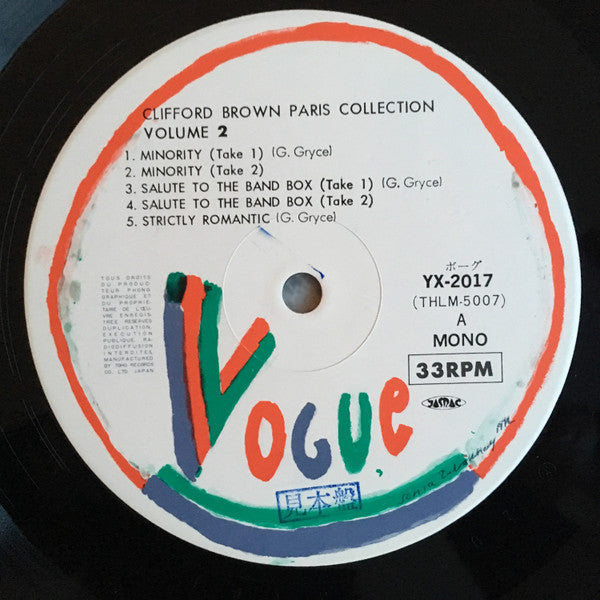 CLIFFORD BROWN PARIS COLLECTION
VOLUME 2
1. MINORITY (Take 1) (G. Gryce)
2. MINORITY (Take 2)
3. SALUTE TO THE BAND BOX (Take 1) (G. Gryce)
4. SALUTE TO THE BAND BOX (Take 2)
5. STRICTLY ROMANTIC (G. Gryce)
TOUS DROITS
DU PRODUC-
TEUR PHONO-
GRAPHIQUE ET
DU PROPRIE-
TAIRE DE L'ŒU-
VRE ENREGIS-
TREE RESERVES
DUPLICATION,
EXECUTION
PUBLIQUE, RA-
DIODIFFUSION
INTERDITEE
MANUFACTURED
BY TOHO RECORDS
CO., LTD. JAPAN
ボーグ
YX-2017
(THLM-5007)
A
MONO
33RPM
JASRAC
VOGUE
見本盤